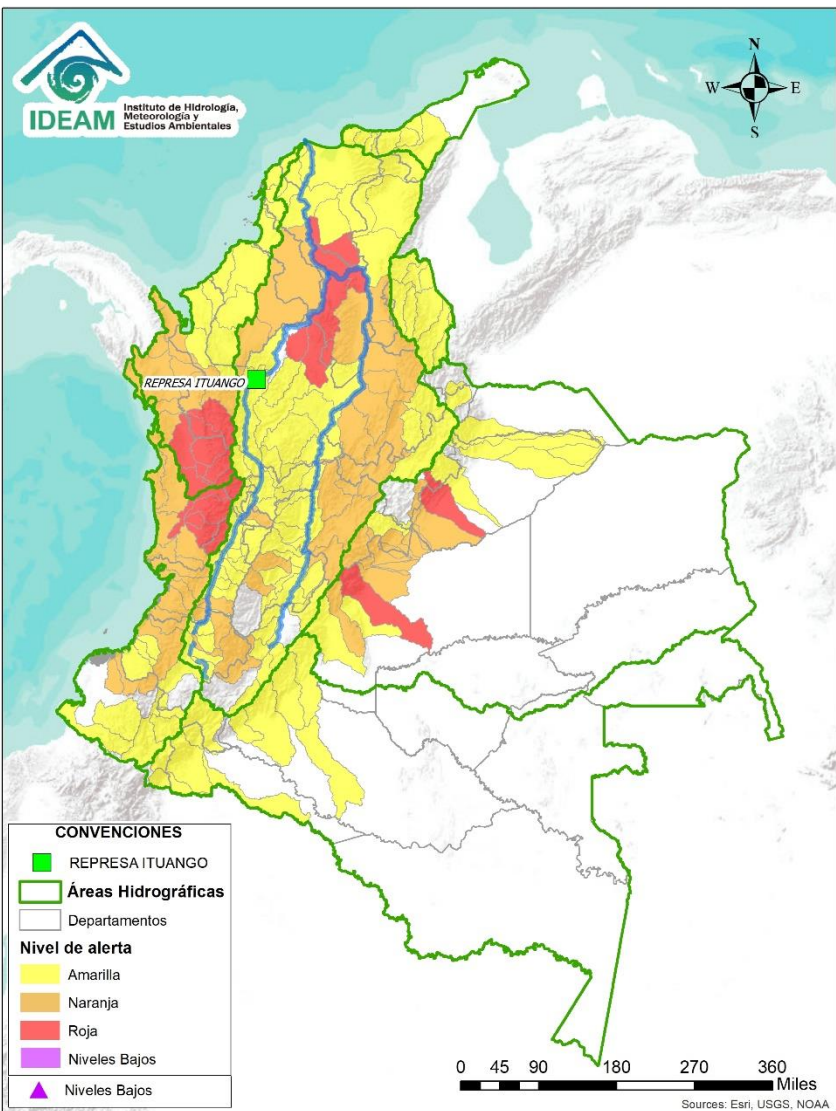 IDEAM
Instituto de Hidrología,
Meteorología y
Estudios Ambientales
N
W
E
S
REPRESA ITUANGO
CONVENCIONES
REPRESA ITUANGO
Áreas Hidrográficas
Departamentos
Nivel de alerta
Amarilla
Naranja
Roja
Niveles Bajos
Niveles Bajos
0 45 90 180 270 360
Miles
Sources: Esri, USGS, NOAA